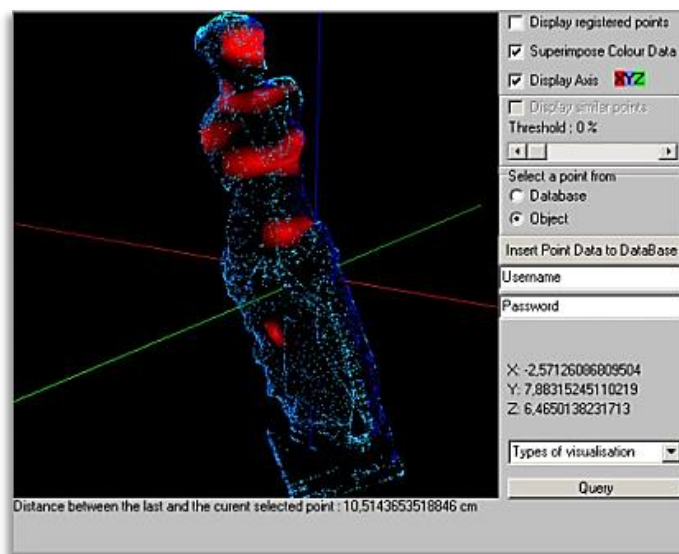 Display registered points
Superimpose Colour Data
Display Axis XYZ
Display similar points
Threshold : 0 %
Select a point from
Database
Object
Insert Point Data to DataBase
Username
Password
X: -2,57126086809504
Y: 7,88315245110219
Z: 6,4650138231713
Types of visualisation
Query
Distance between the last and the curent selected point : 10,5143653518846 cm